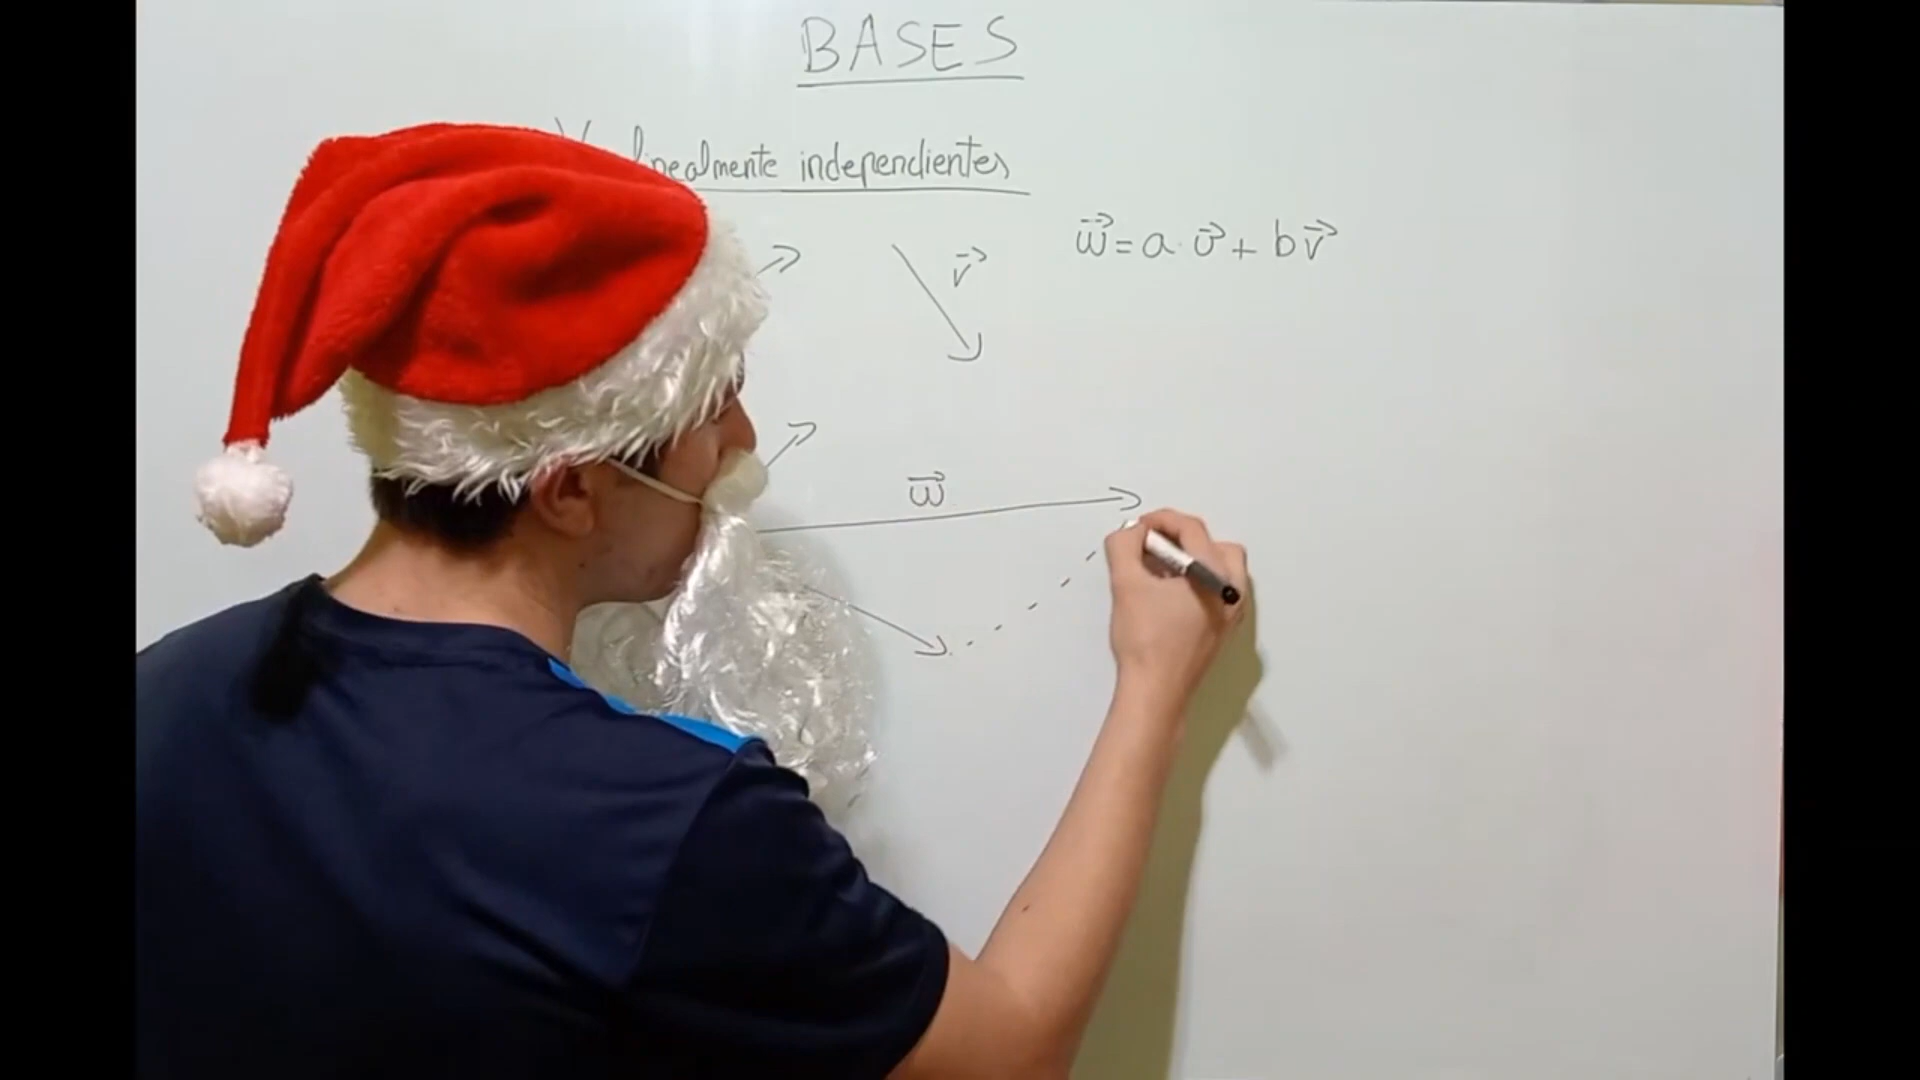 BASES
linealmente independientes
w⃗ = a · u⃗ + b v⃗
v⃗
w⃗